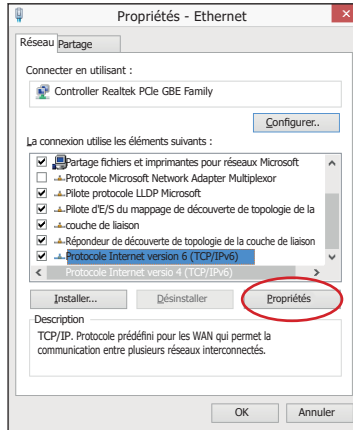 Propriétés - Ethernet
Réseau Partage
Connecter en utilisant :
Controller Realtek PCle GBE Family
Configurer..
La connexion utilise les éléments suivants :
Partage fichiers et imprimantes pour réseaux Microsoft
Protocole Microsoft Network Adapter Multiplexor
Pilote protocole LLDP Microsoft
Pilote d'E/S du mappage de découverte de topologie de la
couche de liaison
Répondeur de découverte de topologie de la couche de liaison
Protocole Internet versio 6 (TCP/IPv6)
Protocole Internet versio 4 (TCP/IPv6)
Installer... Désinstaller Propriétés
Description
TCP/IP. Protocole prédéfini pour les WAN qui permet la
communication entre plusieurs réseaux interconnectés.
OK Annuler